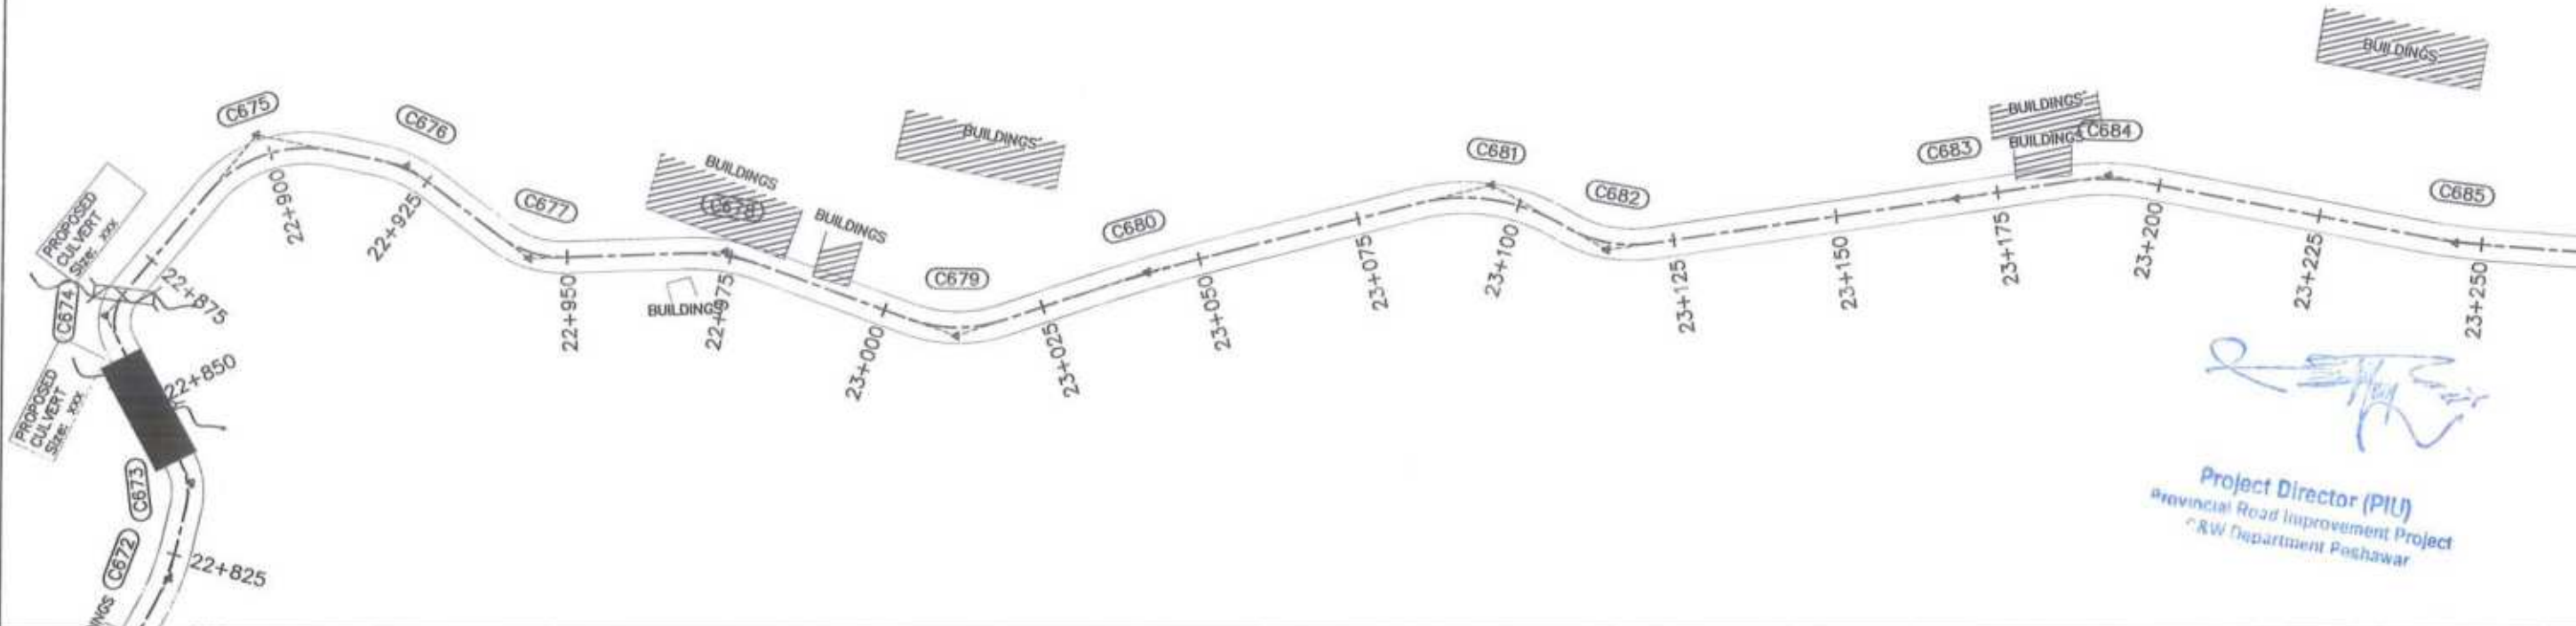 C675
C676
C677
BUILDINGS
C678
BUILDINGS
BUILDINGS
BUILDINGS
C679
C680
C681
C682
C683
BUILDINGS
BUILDINGS
C684
C685
BUILDINGS
PROPOSED
CULVERT
Size: xxx
C674
PROPOSED
CULVERT
Size: xxx
C673
C672
22+825
22+850
22+875
22+900
22+925
22+950
22+975
23+000
23+025
23+050
23+075
23+100
23+125
23+150
23+175
23+200
23+225
23+250
Project Director (PIU)
Provincial Road Improvement Project
C&W Department Peshawar